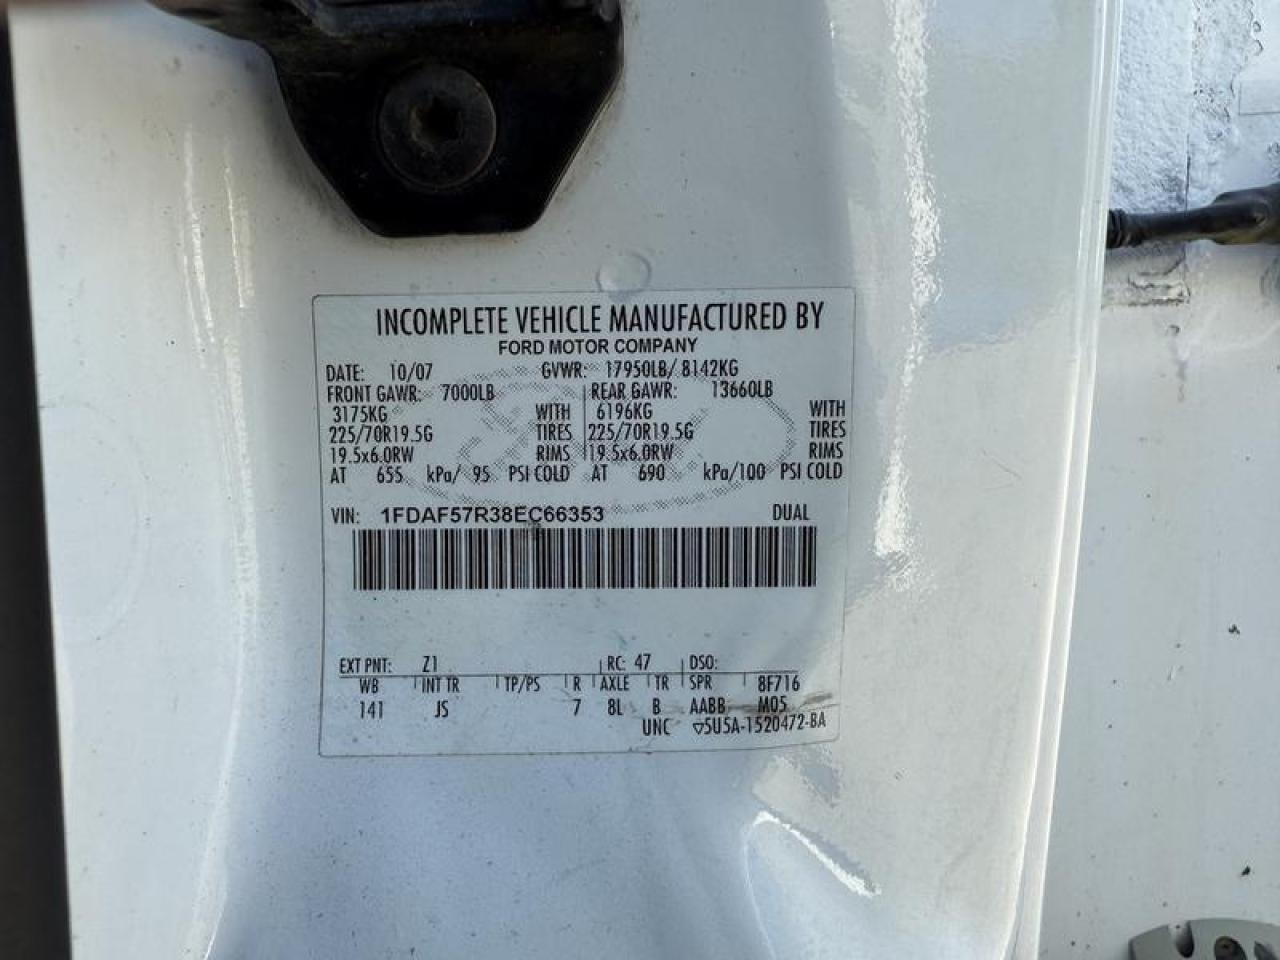 INCOMPLETE VEHICLE MANUFACTURED BY
FORD MOTOR COMPANY
DATE: 10/07 GVWR: 17950LB/ 8142KG
FRONT GAWR: 7000LB REAR GAWR: 13660LB
3175KG WITH 6196KG WITH
225/70R19.5G TIRES 225/70R19.5G TIRES
19.5x6.0RW RIMS 19.5x6.0RW RIMS
AT 655 kPa/ 95 PSI COLD AT 690 kPa/100 PSI COLD
VIN: 1FDAF57R38EC66353 DUAL
EXT PNT: Z1 RC: 47 DSO:
WB INT TR TP/PS R AXLE TR SPR 8F716
141 JS 7 8L B AABB M05
UNC ▽5U5A-1520472-BA